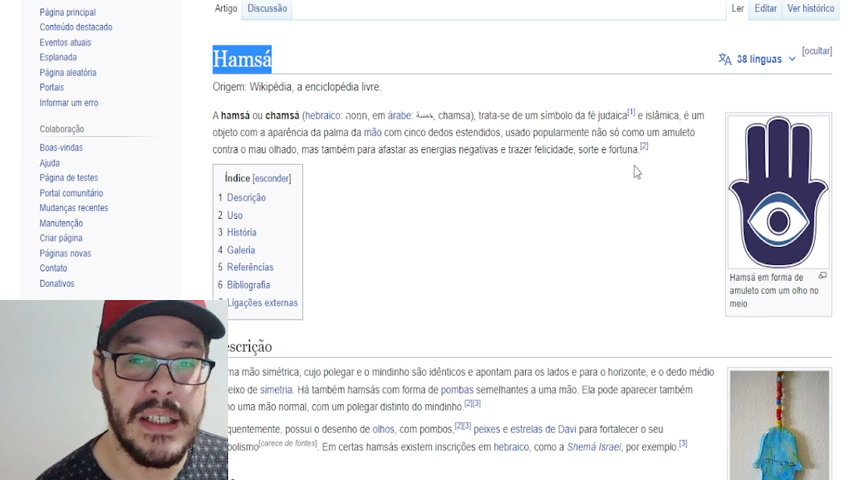 Página principal
Conteúdo destacado
Eventos atuais
Esplanada
Página aleatória
Portais
Informar um erro
Colaboração
Boas-vindas
Ajuda
Página de testes
Portal comunitário
Mudanças recentes
Manutenção
Criar página
Páginas novas
Contato
Donativos
Artigo Discussão
Ler Editar Ver histórico
Hamsá
38 línguas
[ocultar]
Origem: Wikipédia, a enciclopédia livre.
A hamsá ou chamsá (hebraico: חמסה, em árabe: خمسة, chamsa), trata-se de um símbolo da fé judaica[1] e islâmica, é um
objeto com a aparência da palma da mão com cinco dedos estendidos, usado popularmente não só como um amuleto
contra o mau olhado, mas também para afastar as energias negativas e trazer felicidade, sorte e fortuna.[2]
Índice [esconder]
1 Descrição
2 Uso
3 História
4 Galeria
5 Referências
6 Bibliografia
Ligações externas
Hamsá em forma de
amuleto com um olho no
meio
escrição
ma mão simétrica, cujo polegar e o mindinho são idênticos e apontam para os lados e para o horizonte, e o dedo médio
eixo de simetria. Há também hamsás com forma de pombas semelhantes a uma mão. Ela pode aparecer também
no uma mão normal, com um polegar distinto do mindinho.[2][3]
quentemente, possui o desenho de olhos, com pombas,[2][3] peixes e estrelas de Davi para fortalecer o seu
bolismo[carece de fontes]. Em certas hamsás existem inscrições em hebraico, como a Shemá Israel, por exemplo.[3]